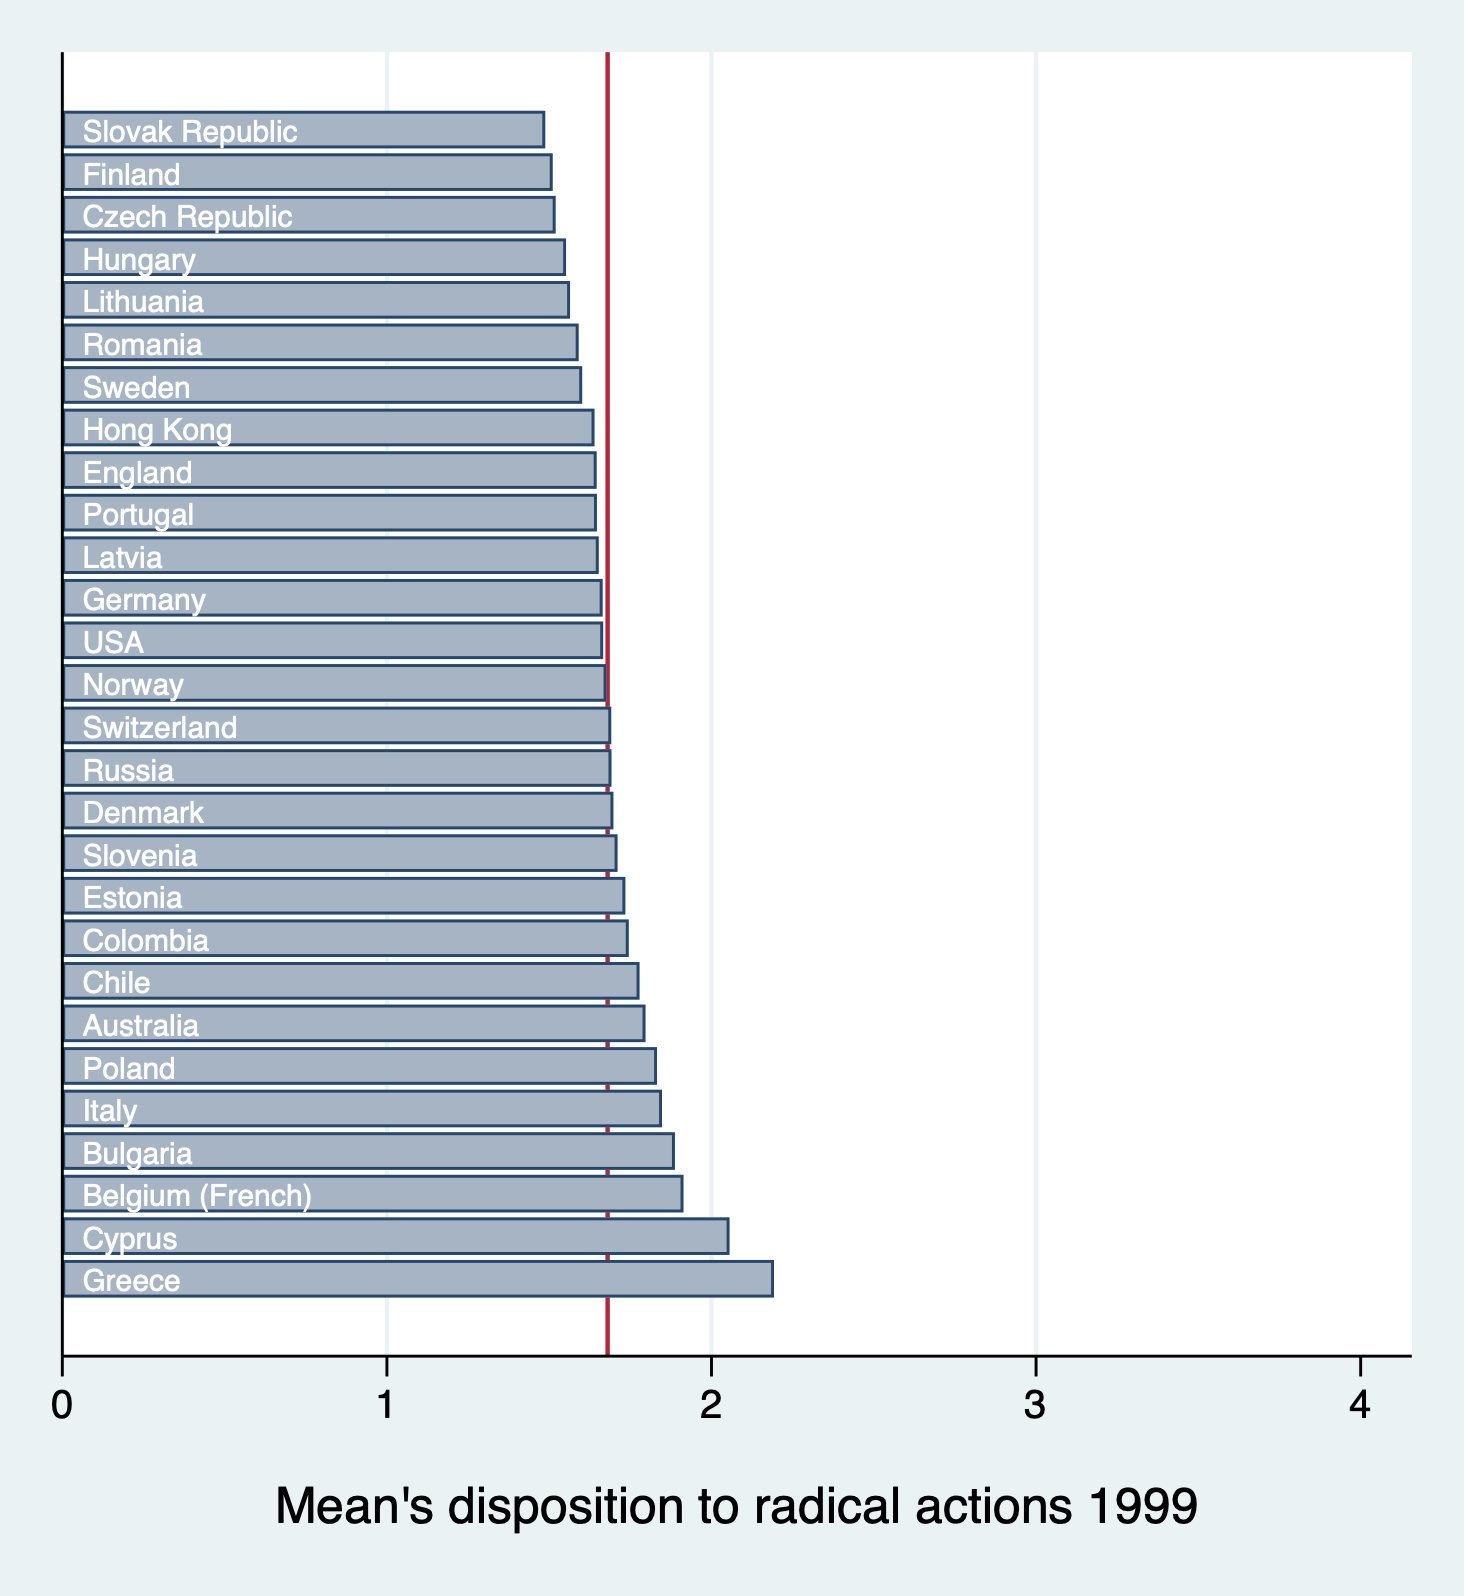 Slovak Republic
Finland
Czech Republic
Hungary
Lithuania
Romania
Sweden
Hong Kong
England
Portugal
Latvia
Germany
USA
Norway
Switzerland
Russia
Denmark
Slovenia
Estonia
Colombia
Chile
Australia
Poland
Italy
Bulgaria
Belgium (French)
Cyprus
Greece
0 1 2 3 4
Mean's disposition to radical actions 1999